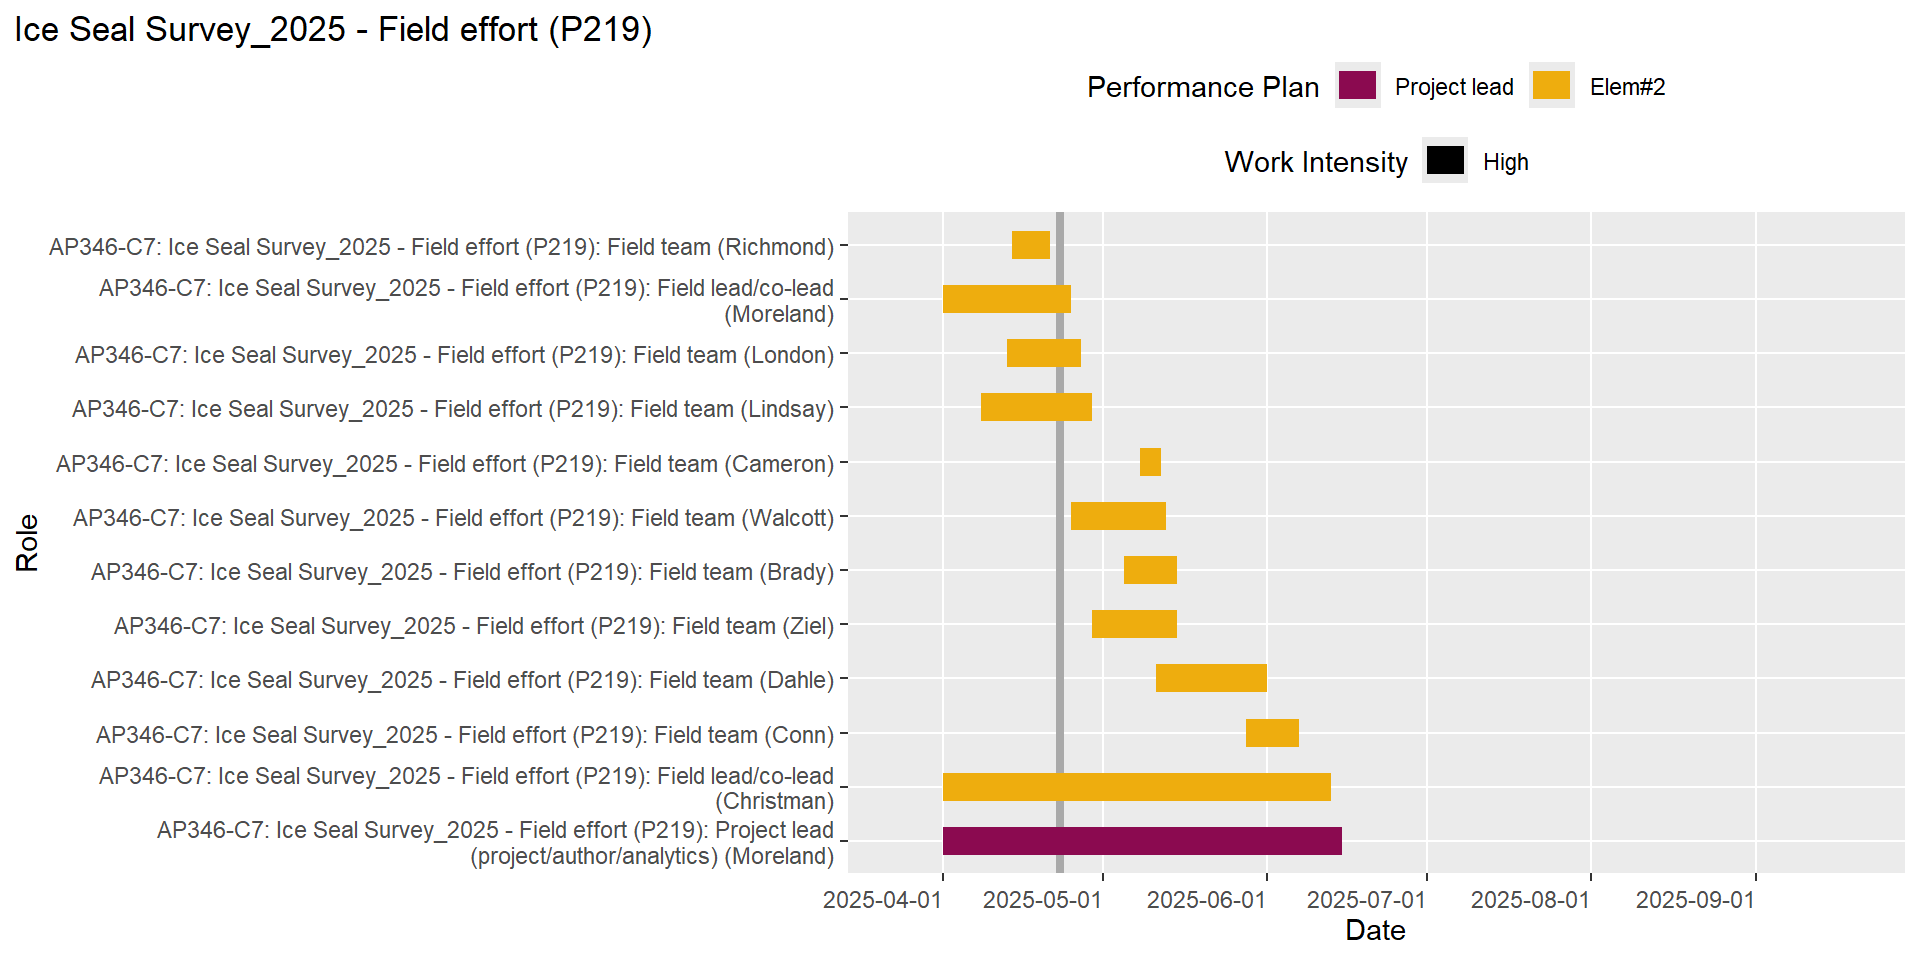 Ice Seal Survey_2025 - Field effort (P219)
Performance Plan Project lead Elem#2
Work Intensity High
AP346-C7: Ice Seal Survey_2025 - Field effort (P219): Field team (Richmond)
AP346-C7: Ice Seal Survey_2025 - Field effort (P219): Field lead/co-lead
(Moreland)
AP346-C7: Ice Seal Survey_2025 - Field effort (P219): Field team (London)
AP346-C7: Ice Seal Survey_2025 - Field effort (P219): Field team (Lindsay)
AP346-C7: Ice Seal Survey_2025 - Field effort (P219): Field team (Cameron)
AP346-C7: Ice Seal Survey_2025 - Field effort (P219): Field team (Walcott)
AP346-C7: Ice Seal Survey_2025 - Field effort (P219): Field team (Brady)
AP346-C7: Ice Seal Survey_2025 - Field effort (P219): Field team (Ziel)
AP346-C7: Ice Seal Survey_2025 - Field effort (P219): Field team (Dahle)
AP346-C7: Ice Seal Survey_2025 - Field effort (P219): Field team (Conn)
AP346-C7: Ice Seal Survey_2025 - Field effort (P219): Field lead/co-lead
(Christman)
AP346-C7: Ice Seal Survey_2025 - Field effort (P219): Project lead
(project/author/analytics) (Moreland)
Role
2025-04-01 2025-05-01 2025-06-01 2025-07-01 2025-08-01 2025-09-01
Date